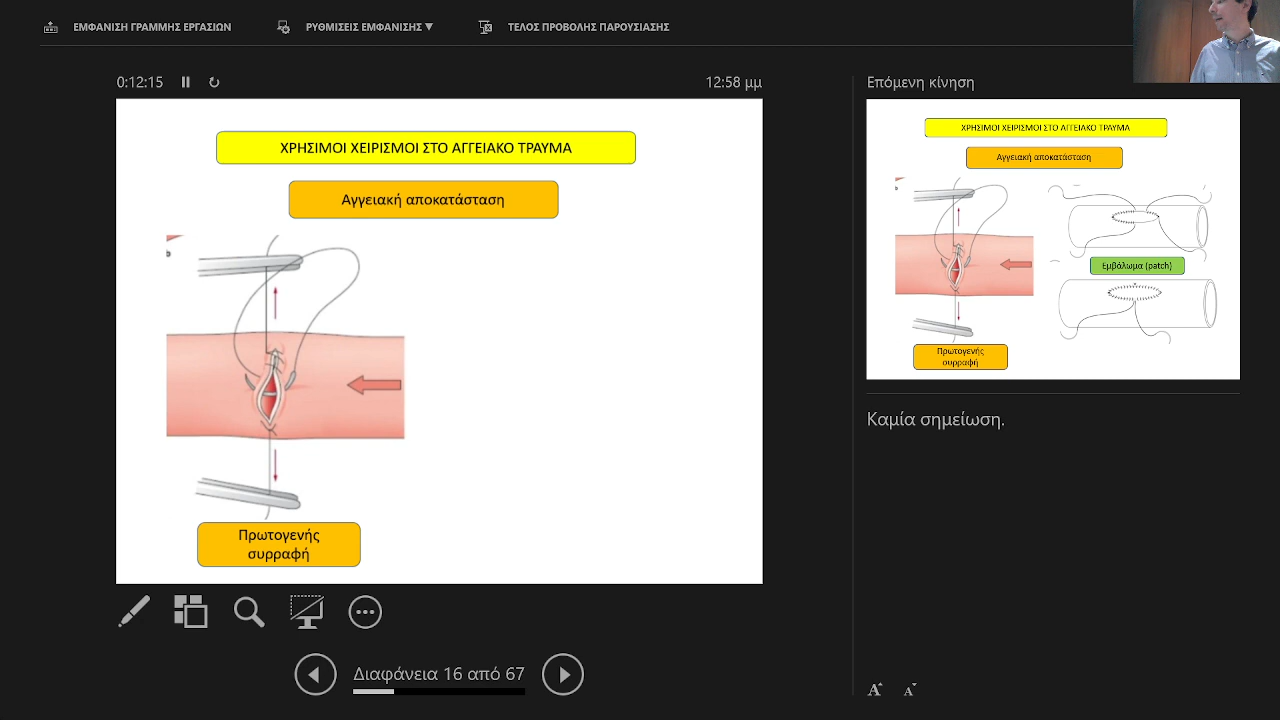 ΕΜΦΑΝΙΣΗ ΓΡΑΜΜΗΣ ΕΡΓΑΣΙΩΝ
ΡΥΘΜΙΣΕΙΣ ΕΜΦΑΝΙΣΗΣ ▼
ΤΕΛΟΣ ΠΡΟΒΟΛΗΣ ΠΑΡΟΥΣΙΑΣΗΣ
0:12:15
12:58 μμ
ΧΡΗΣΙΜΟΙ ΧΕΙΡΙΣΜΟΙ ΣΤΟ ΑΓΓΕΙΑΚΟ ΤΡΑΥΜΑ
Αγγειακή αποκατάσταση
Πρωτογενής
συρραφή
Διαφάνεια 16 από 67
Επόμενη κίνηση
ΧΡΗΣΙΜΟΙ ΧΕΙΡΙΣΜΟΙ ΣΤΟ ΑΓΓΕΙΑΚΟ ΤΡΑΥΜΑ
Αγγειακή αποκατάσταση
Εμβάλωμα (patch)
Πρωτογενής
συρραφή
Καμία σημείωση.
A A